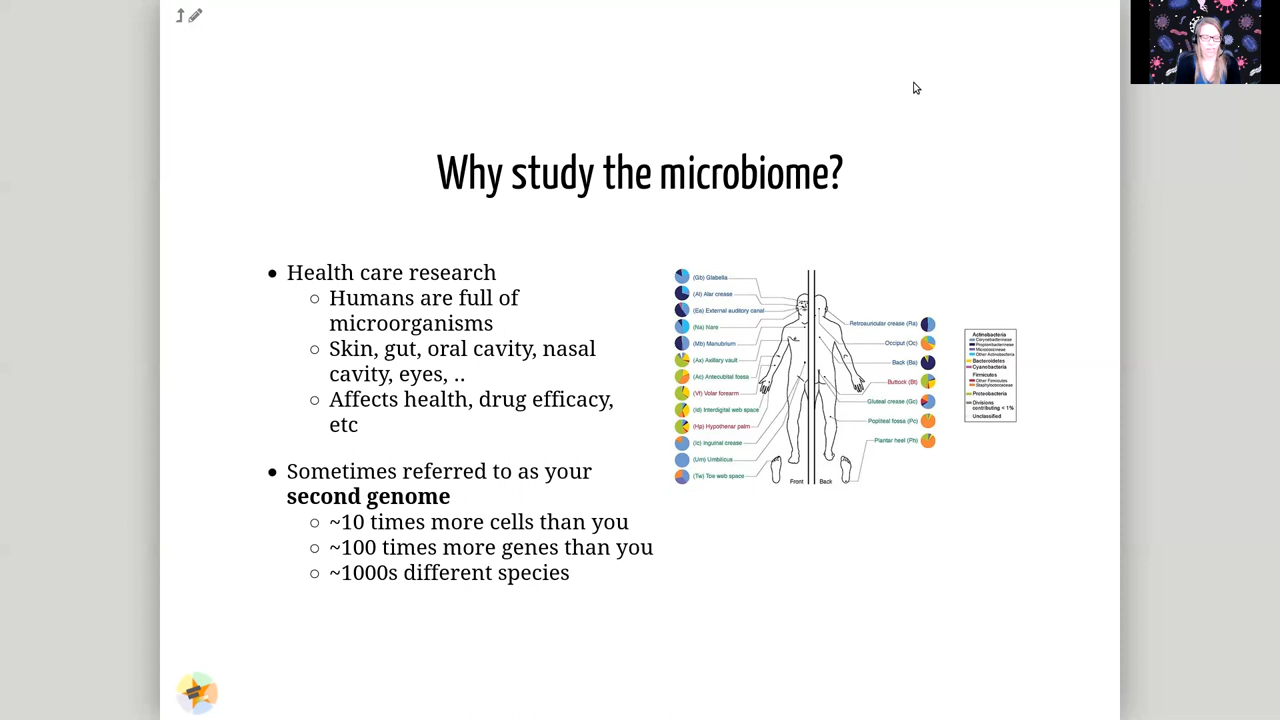 Why study the microbiome?
Health care research
Humans are full of
microorganisms
Skin, gut, oral cavity, nasal
cavity, eyes, ..
Affects health, drug efficacy,
etc
Sometimes referred to as your
second genome
~10 times more cells than you
~100 times more genes than you
~1000s different species
(Gb) Glabella
(Al) Alar crease
(Ea) External auditory canal
(Na) Nare
(Mb) Manubrium
(Ax) Axillary vault
(Ac) Antecubital fossa
(Vf) Volar forearm
(Id) Interdigital web space
(Hp) Hypothenar palm
(Ic) Inguinal crease
(Um) Umbilicus
(Tw) Toe web space
Front
Back
Retroauricular crease (Ra)
Occiput (Oc)
Back (Ba)
Buttock (Bt)
Gluteal crease (Gc)
Popliteal fossa (Pc)
Plantar heel (Ph)
Actinobacteria
Corynebacterineae
Propionibacterineae
Micrococcineae
Other Actinobacteria
Bacteroidetes
Cyanobacteria
Firmicutes
Other Firmicutes
Staphylococcaceae
Proteobacteria
Divisions
contributing < 1%
Unclassified